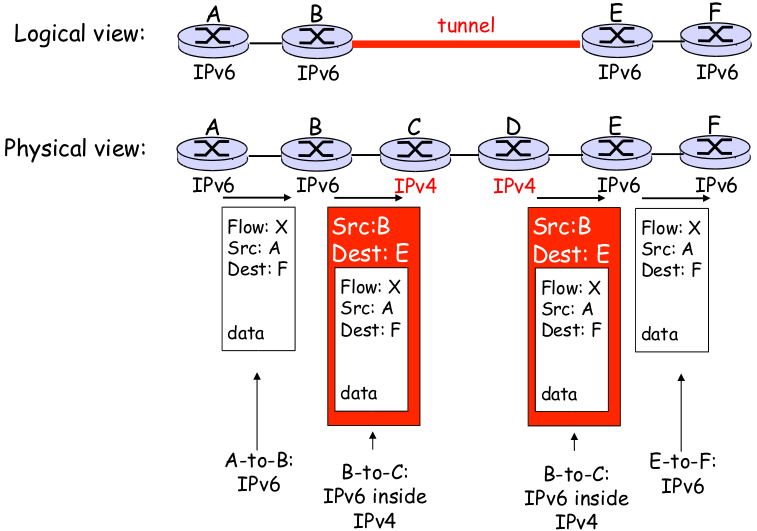 Logical view:
A
B
tunnel
E
F
IPv6
IPv6
IPv6
IPv6
Physical view:
A
B
C
D
E
F
IPv6
IPv6
IPv4
IPv4
IPv6
IPv6
Flow: X
Src: A
Dest: F
data
Src:B
Dest: E
Flow: X
Src: A
Dest: F
data
Src:B
Dest: E
Flow: X
Src: A
Dest: F
data
Flow: X
Src: A
Dest: F
data
A-to-B:
IPv6
B-to-C:
IPv6 inside
IPv4
B-to-C:
IPv6 inside
IPv4
E-to-F:
IPv6